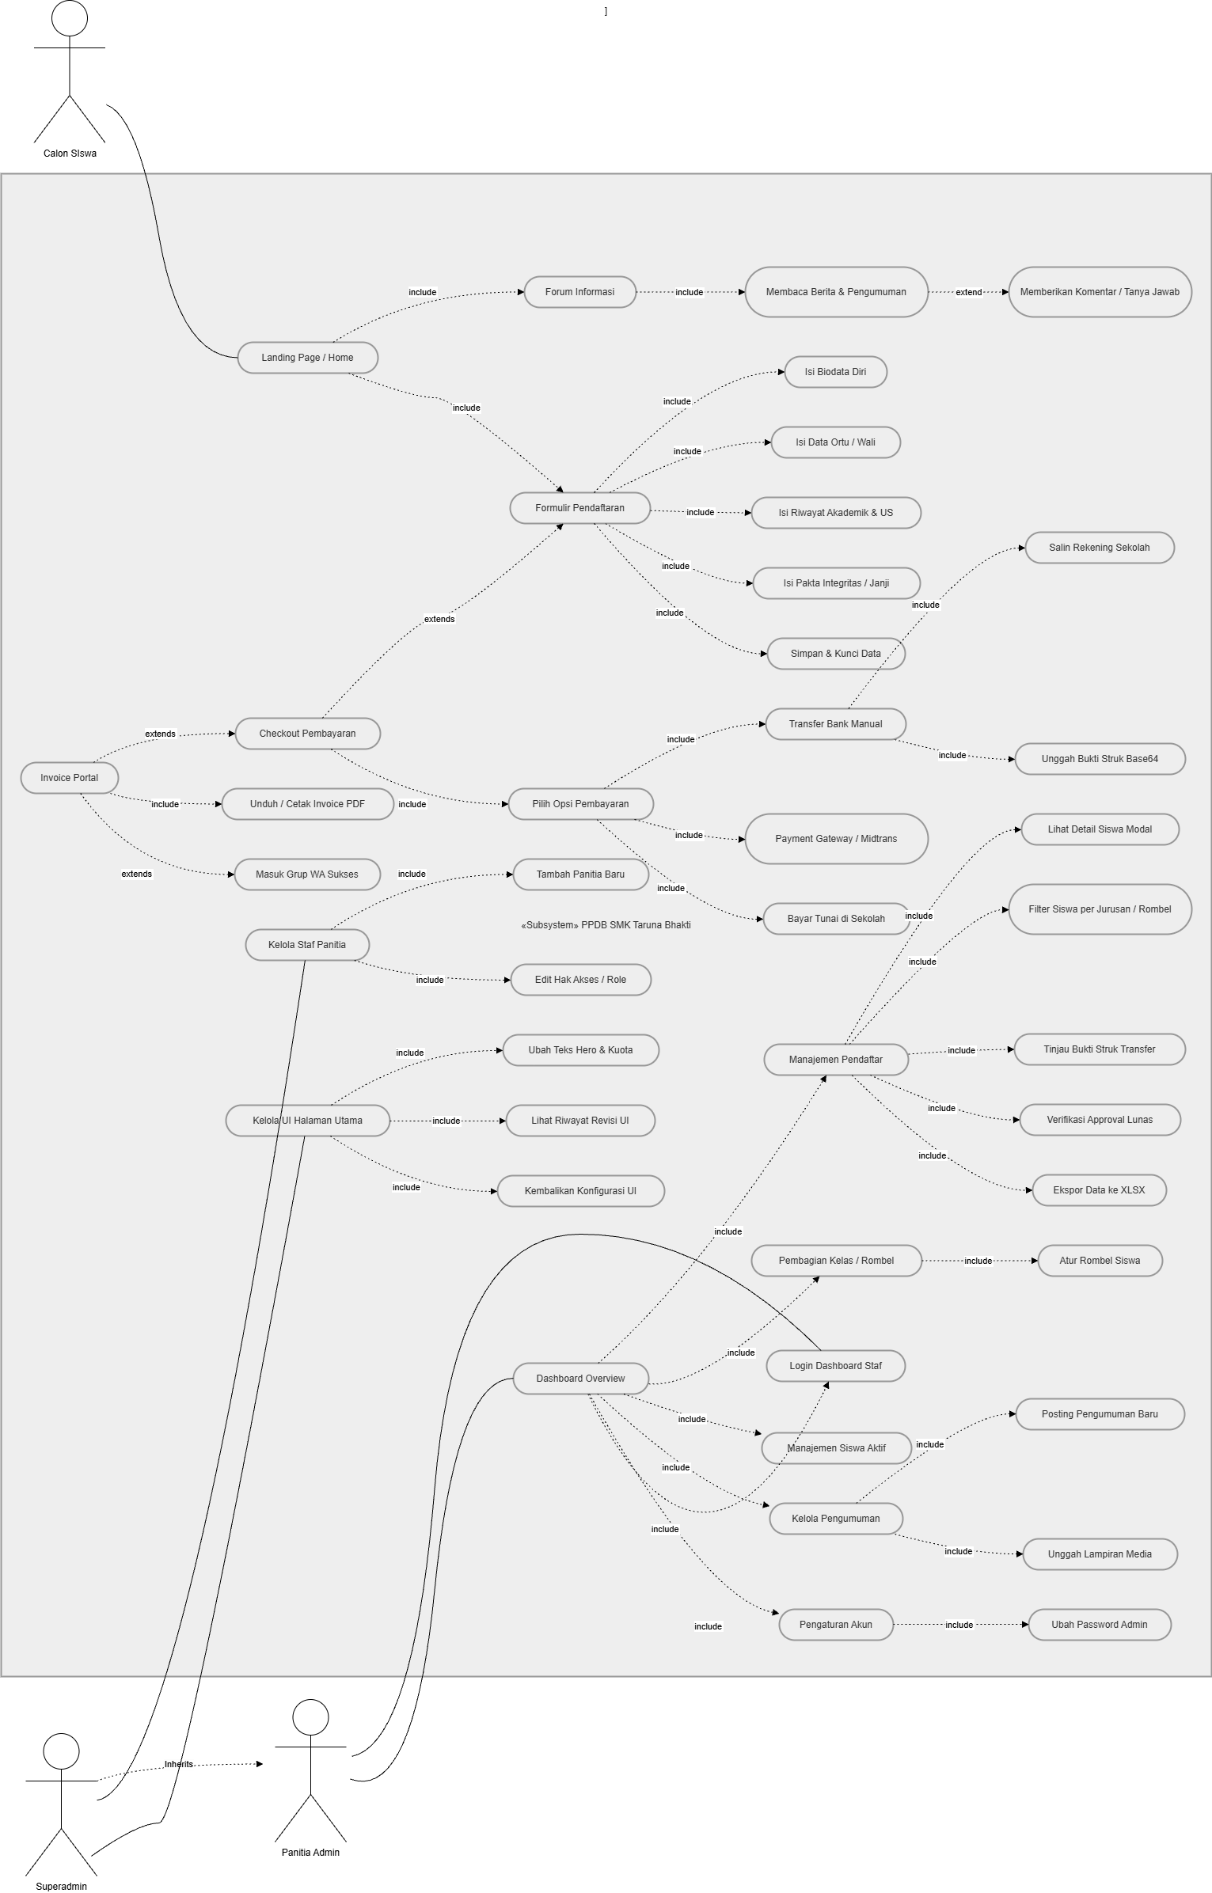 ]
Calon SIswa
include
Forum Informasi
include
Membaca Berita & Pengumuman
extend
Memberikan Komentar / Tanya Jawab
Landing Page / Home
Isi Biodata Diri
include
include
Isi Data Ortu / Wali
include
Formulir Pendaftaran
include
Isi Riwayat Akademik & US
Salin Rekening Sekolah
include
Isi Pakta Integritas / Janji
include
include
extends
Simpan & Kunci Data
Transfer Bank Manual
extends
Checkout Pembayaran
include
include
Unggah Bukti Struk Base64
Invoice Portal
include
Unduh / Cetak Invoice PDF
include
Pilih Opsi Pembayaran
include
Payment Gateway / Midtrans
Lihat Detail Siswa Modal
extends
Masuk Grup WA Sukses
include
Tambah Panitia Baru
include
Bayar Tunai di Sekolah
include
Filter Siswa per Jurusan / Rombel
«Subsystem» PPDB SMK Taruna Bhakti
Kelola Staf Panitia
include
include
Edit Hak Akses / Role
include
Ubah Teks Hero & Kuota
Manajemen Pendaftar
include
Tinjau Bukti Struk Transfer
Kelola UI Halaman Utama
include
Lihat Riwayat Revisi UI
include
Verifikasi Approval Lunas
include
include
Kembalikan Konfigurasi UI
Ekspor Data ke XLSX
include
Pembagian Kelas / Rombel
include
Atur Rombel Siswa
include
Login Dashboard Staf
Dashboard Overview
include
Posting Pengumuman Baru
Manajemen Siswa Aktif
include
include
Kelola Pengumuman
include
include
Unggah Lampiran Media
include
Pengaturan Akun
include
Ubah Password Admin
Inherits
Panitia Admin
Superadmin